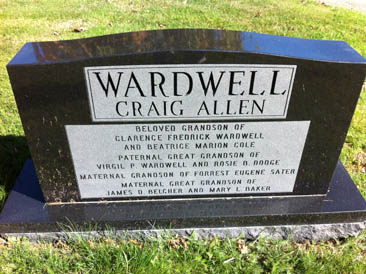 WARDWELL
CRAIG ALLEN
BELOVED GRANDSON OF
CLARENCE FREDRICK WARDWELL
AND BEATRICE MARION COLE
PATERNAL GREAT GRANDSON OF
VIRGIL P. WARDWELL AND ROSIE B. DODGE
MATERNAL GRANDSON OF FORREST EUGENE SATER
MATERNAL GREAT GRANDSON OF
JAMES D. BELCHER AND MARY L. BAKER